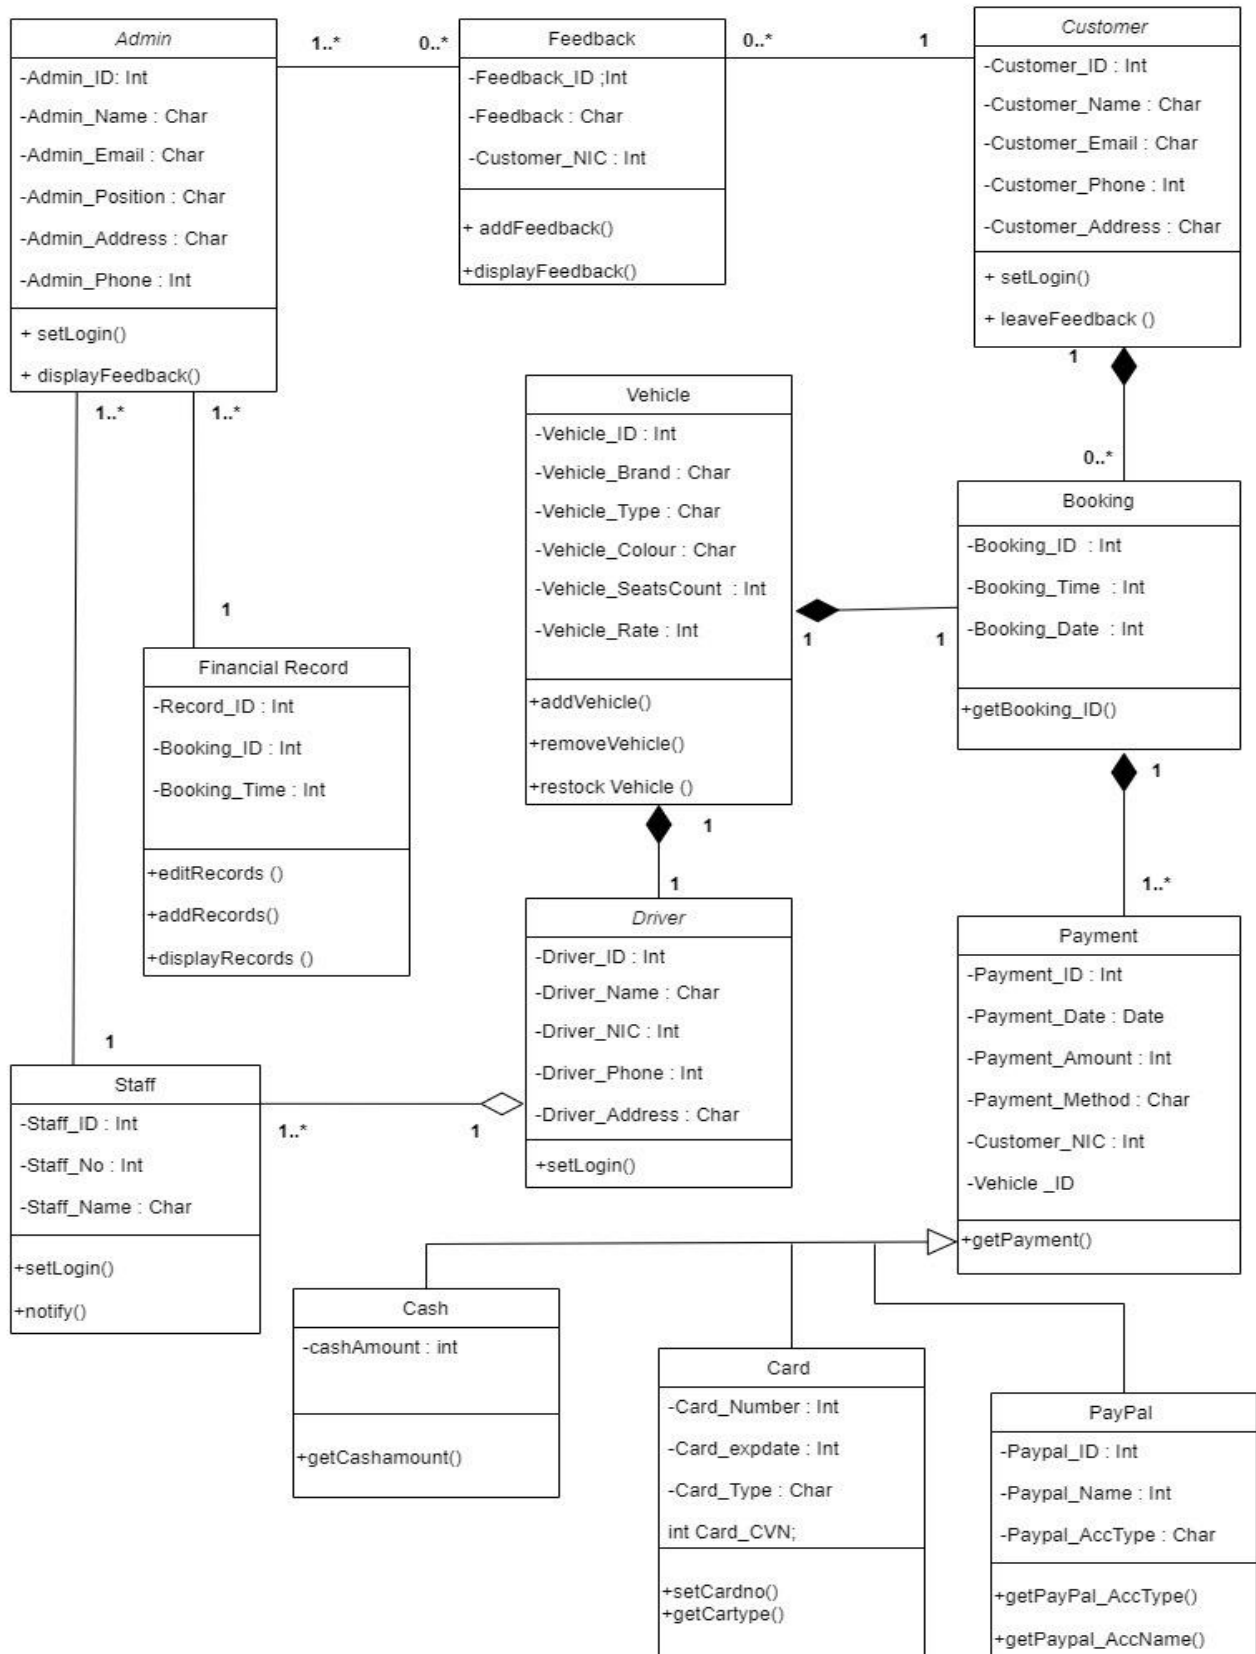 Admin
-Admin_ID: Int
-Admin_Name : Char
-Admin_Email : Char
-Admin_Position : Char
-Admin_Address : Char
-Admin_Phone : Int
+ setLogin()
+ displayFeedback()
1..*
0..*
Feedback
-Feedback_ID ;Int
-Feedback : Char
-Customer_NIC : Int
+ addFeedback()
+displayFeedback()
0..*
1
Customer
-Customer_ID : Int
-Customer_Name : Char
-Customer_Email : Char
-Customer_Phone : Int
-Customer_Address : Char
+ setLogin()
+ leaveFeedback ()
1
0..*
1..*
1..*
1
1
Financial Record
-Record_ID : Int
-Booking_ID : Int
-Booking_Time : Int
+editRecords ()
+addRecords()
+displayRecords ()
Vehicle
-Vehicle_ID : Int
-Vehicle_Brand : Char
-Vehicle_Type : Char
-Vehicle_Colour : Char
-Vehicle_SeatsCount : Int
-Vehicle_Rate : Int
+addVehicle()
+removeVehicle()
+restock Vehicle ()
1
1
Booking
-Booking_ID : Int
-Booking_Time : Int
-Booking_Date : Int
+getBooking_ID()
1
1..*
1
1
Driver
-Driver_ID : Int
-Driver_Name : Char
-Driver_NIC : Int
-Driver_Phone : Int
-Driver_Address : Char
+setLogin()
Staff
-Staff_ID : Int
-Staff_No : Int
-Staff_Name : Char
+setLogin()
+notify()
1..*
1
Payment
-Payment_ID : Int
-Payment_Date : Date
-Payment_Amount : Int
-Payment_Method : Char
-Customer_NIC : Int
-Vehicle _ID
+getPayment()
Cash
-cashAmount : int
+getCashamount()
Card
-Card_Number : Int
-Card_expdate : Int
-Card_Type : Char
int Card_CVN;
+setCardno()
+getCartype()
PayPal
-Paypal_ID : Int
-Paypal_Name : Int
-Paypal_AccType : Char
+getPayPal_AccType()
+getPaypal_AccName()